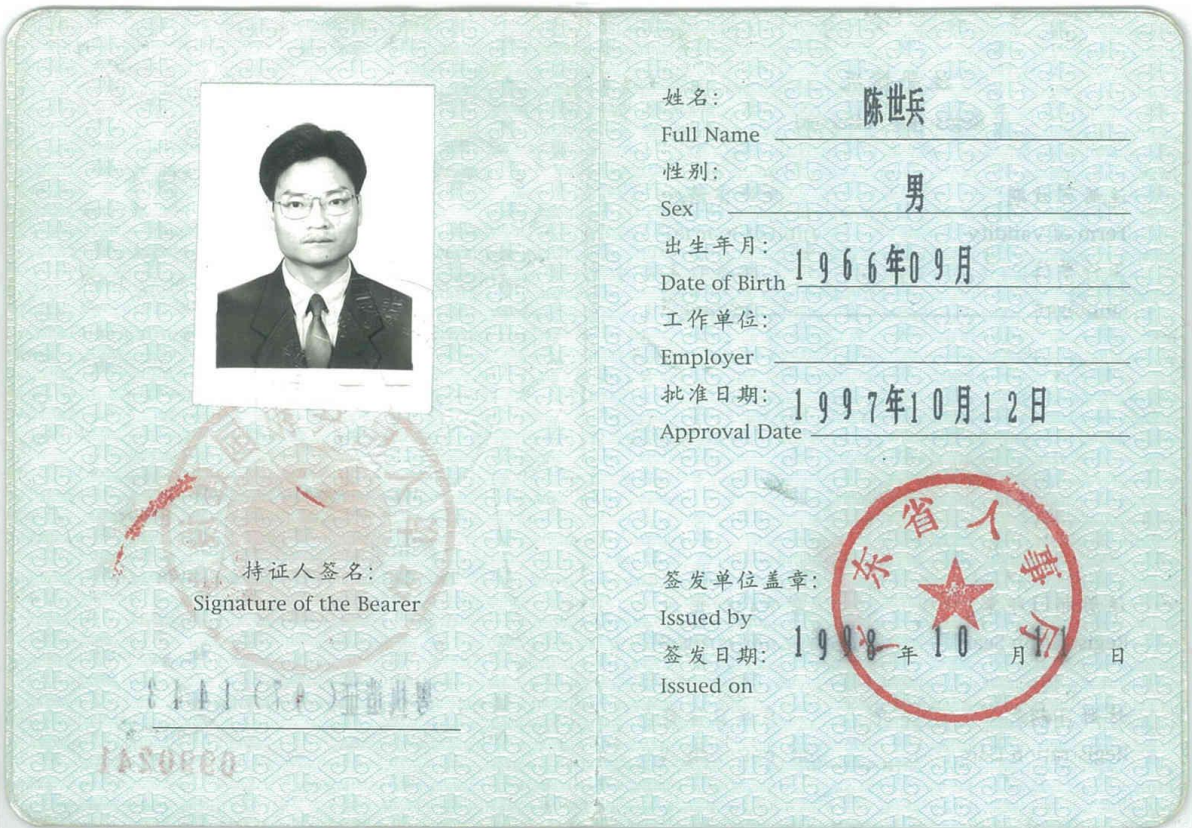 持证人签名:
Signature of the Bearer
姓名: 陈世兵
Full Name
性别: 男
Sex
出生年月: 1966年09月
Date of Birth
工作单位:
Employer
批准日期: 1997年10月12日
Approval Date
广东省人事厅
签发单位盖章:
Issued by
签发日期: 1998 年 10 月 11 日
Issued on